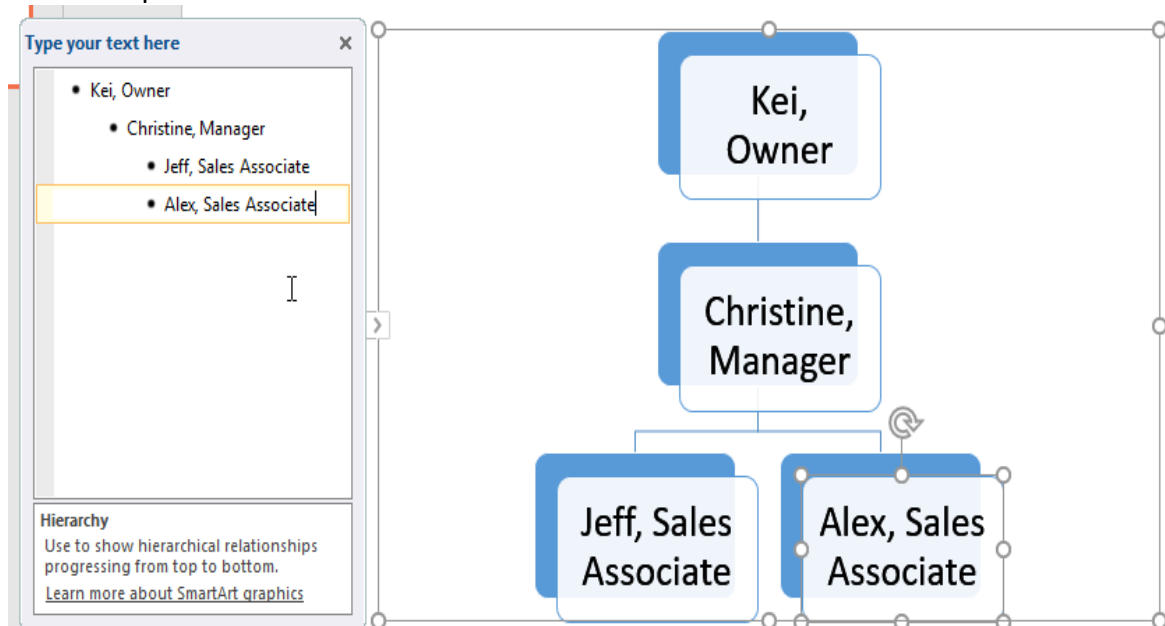 Type your text here
Kei, Owner
Christine, Manager
Jeff, Sales Associate
Alex, Sales Associate
Hierarchy
Use to show hierarchical relationships
progressing from top to bottom.
Learn more about SmartArt graphics
Kei,
Owner
Christine,
Manager
Jeff, Sales
Associate
Alex, Sales
Associate